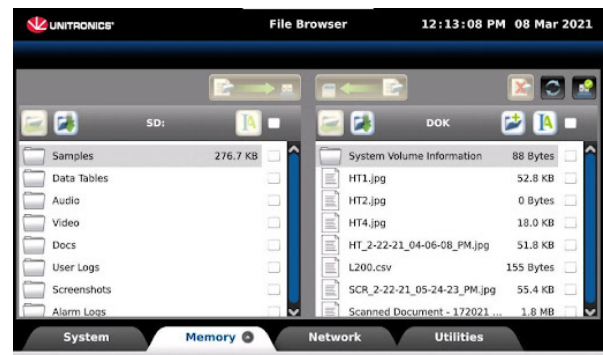 UNITRONICS
File Browser
12:13:08 PM 08 Mar 2021
SD:
IA
DOK
IA
Samples 276.7 KB
Data Tables
Audio
Video
Docs
User Logs
Screenshots
Alarm Logs
System Volume Information 88 Bytes
HT1.jpg 52.8 KB
HT2.jpg 0 Bytes
HT4.jpg 18.0 KB
HT_2-22-21_04-06-08_PM.jpg 51.8 KB
L200.csv 155 Bytes
SCR_2-22-21_05-24-23_PM.jpg 55.4 KB
Scanned Document - 172021 ... 1.8 MB
System
Memory
Network
Utilities